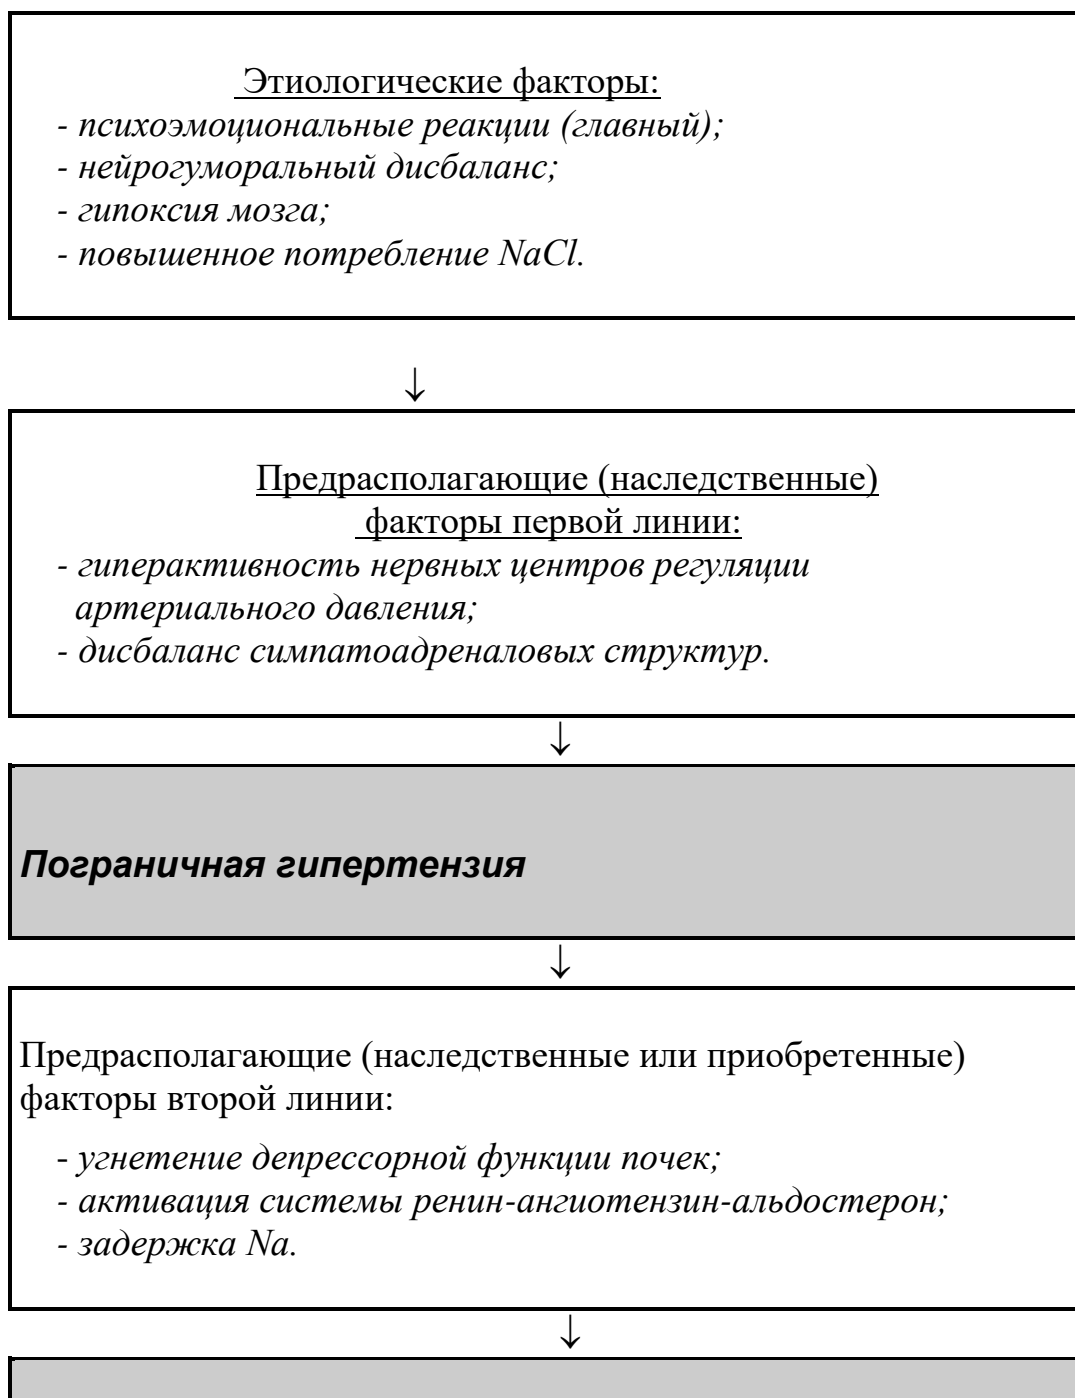 Этиологические факторы:
- психоэмоциональные реакции (главный);
- нейрогуморальный дисбаланс;
- гипоксия мозга;
- повышенное потребление NaCl.
↓
Предрасполагающие (наследственные)
факторы первой линии:
- гиперактивность нервных центров регуляции
артериального давления;
- дисбаланс симпатоадреналовых структур.
↓
Пограничная гипертензия
↓
Предрасполагающие (наследственные или приобретенные)
факторы второй линии:
- угнетение депрессорной функции почек;
- активация системы ренин-ангиотензин-альдостерон;
- задержка Na.
↓